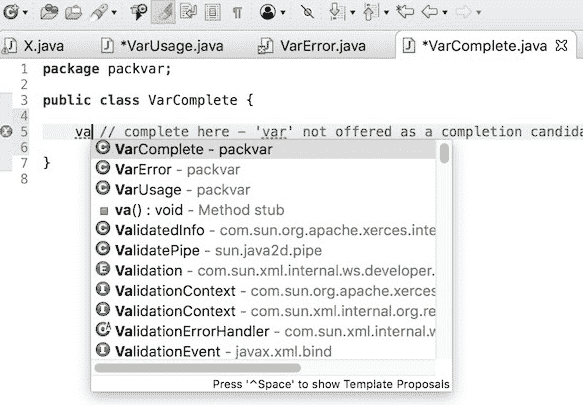 X.java
*VarUsage.java
VarError.java
*VarComplete.java
1 package packvar;
2
3 public class VarComplete {
4
5 va // complete here – 'var' not offered as a completion candida
6
7 }
8
VarComplete - packvar
VarError - packvar
VarUsage - packvar
va() : void - Method stub
ValidatedInfo - com.sun.org.apache.xerces.inte
ValidatePipe - sun.java2d.pipe
Validation - com.sun.xml.internal.ws.developer.
ValidationContext - com.sun.org.apache.xerces
ValidationContext - com.sun.xml.internal.org.re
ValidationErrorHandler - com.sun.xml.internal.w
ValidationEvent - javax.xml.bind
Press '^Space' to show Template Proposals